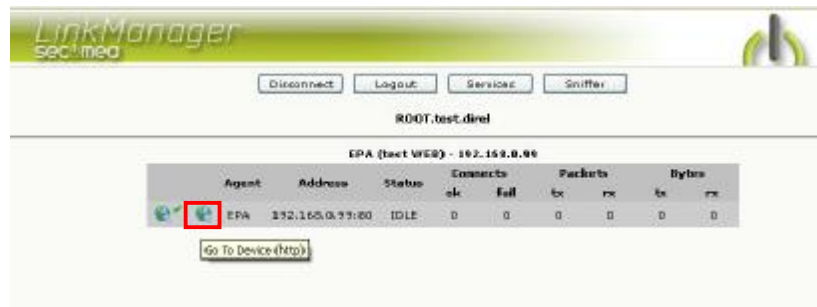 LinkManager
secomea
Disconnect Logout Services Sniffer
ROOT.test.direl
EPA (test WEB) - 192.168.0.99
Agent Address Status Connects Packets Bytes
ok fail tx rx tx rx
EPA 192.168.0.99:80 IDLE 0 0 0 0 0 0
Go To Device (http)